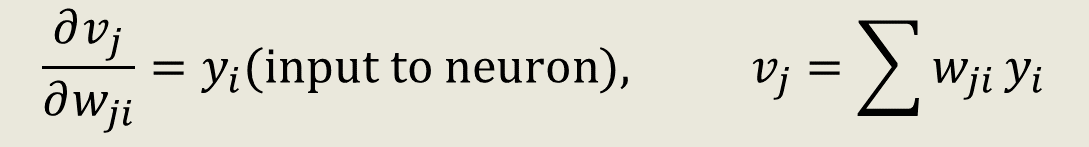 ∂v_j/∂w_ji = y_i(input to neuron), v_j = ∑ w_ji y_i